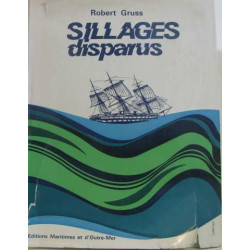 Robert Gruss
SILLAGES
disparus
Editions Maritimes et d'Outre-Mer